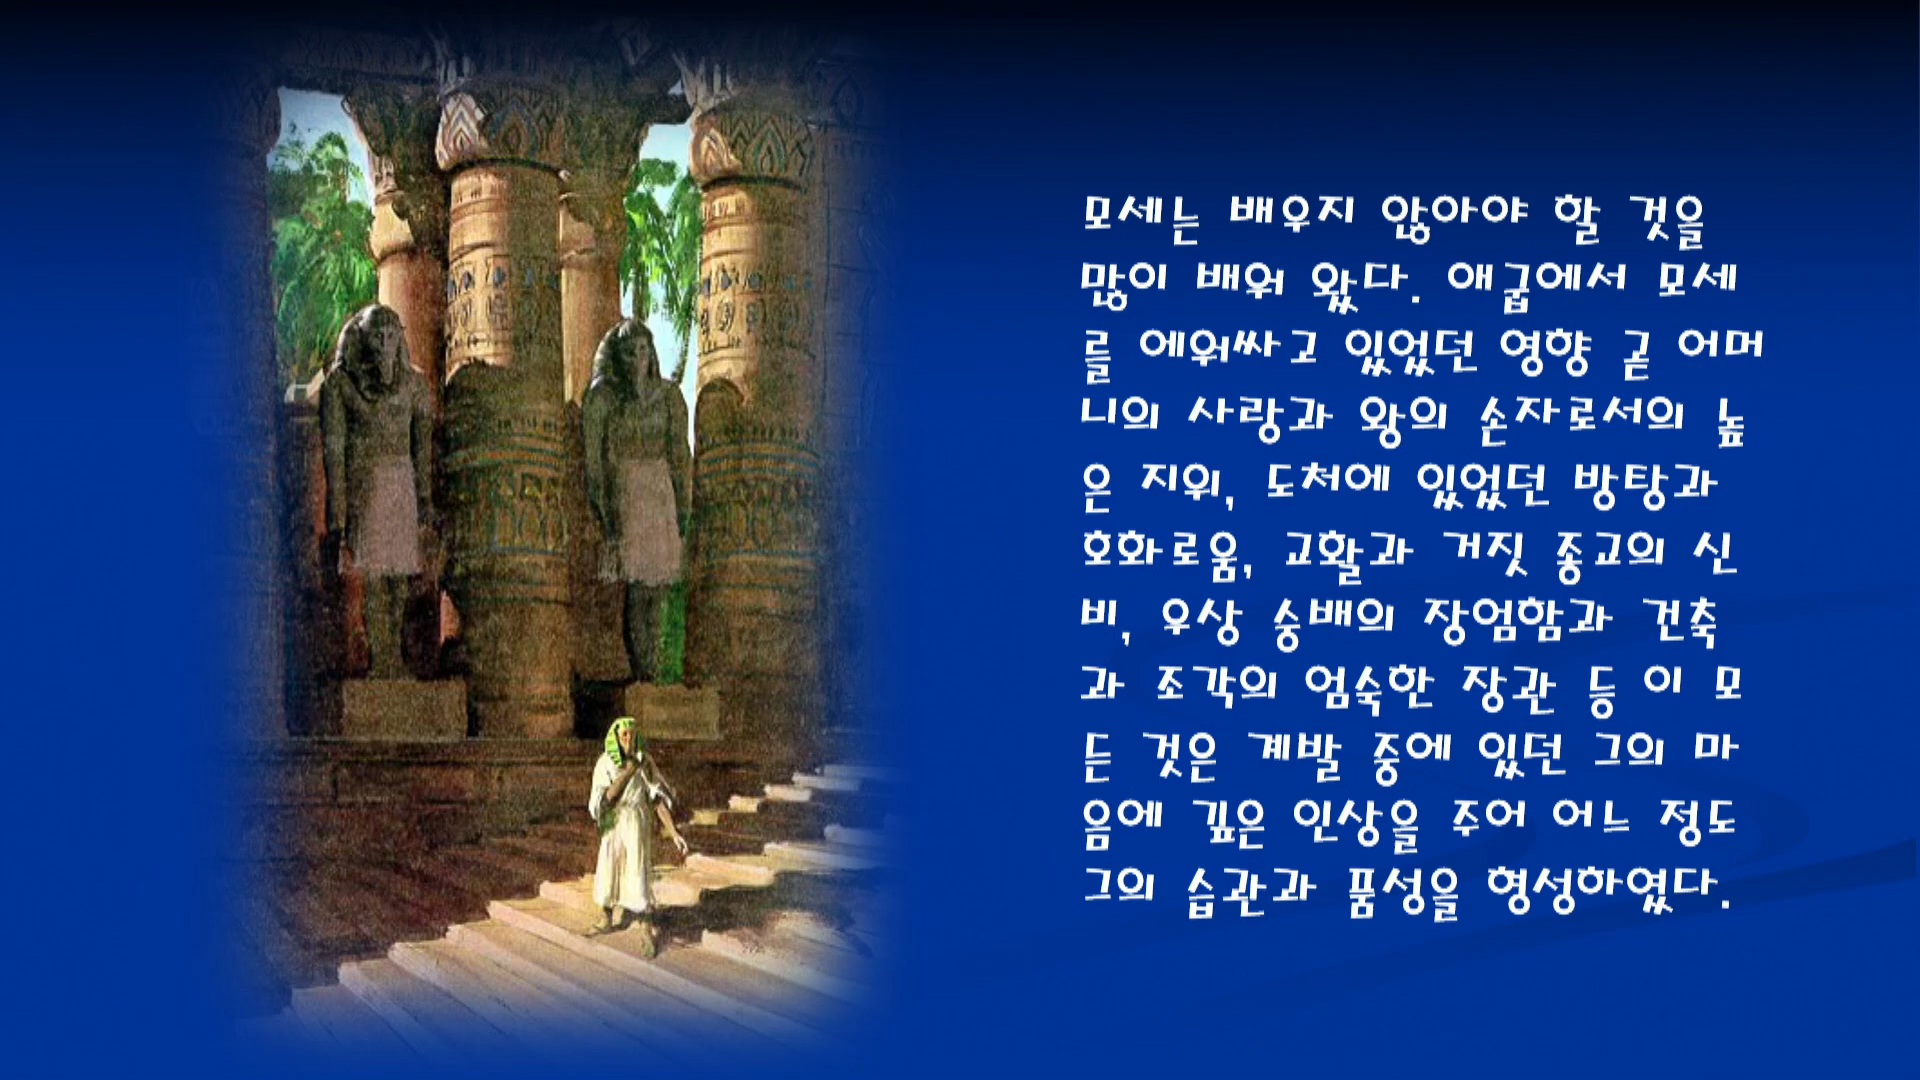 모세는 배우지 않아야 할 것을
많이 배워 왔다. 애굽에서 모세
를 에워싸고 있었던 영향 곧 어머
니의 사랑과 왕의 손자로서의 높
은 지위, 도처에 있었던 방탕과
호화로움, 교활과 거짓 종교의 신
비, 우상 숭배의 장엄함과 건축
과 조각의 엄숙한 장관 등 이 모
든 것은 계발 중에 있던 그의 마
음에 깊은 인상을 주어 어느 정도
그의 습관과 품성을 형성하였다.